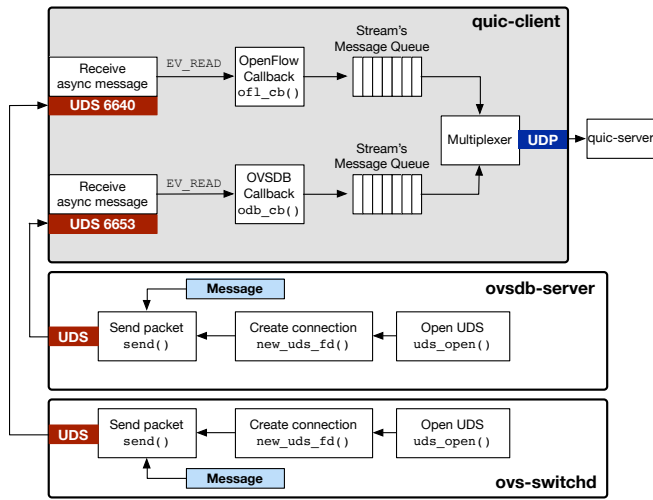 quic-client
Receive
async message
UDS 6640
EV_READ
OpenFlow
Callback
ofl_cb()
Stream's
Message Queue
Multiplexer
UDP
quic-server
Receive
async message
UDS 6653
EV_READ
OVSDB
Callback
odb_cb()
Stream's
Message Queue
ovsdb-server
Message
UDS
Send packet
send()
Create connection
new_uds_fd()
Open UDS
uds_open()
UDS
Send packet
send()
Create connection
new_uds_fd()
Open UDS
uds_open()
Message
ovs-switchd